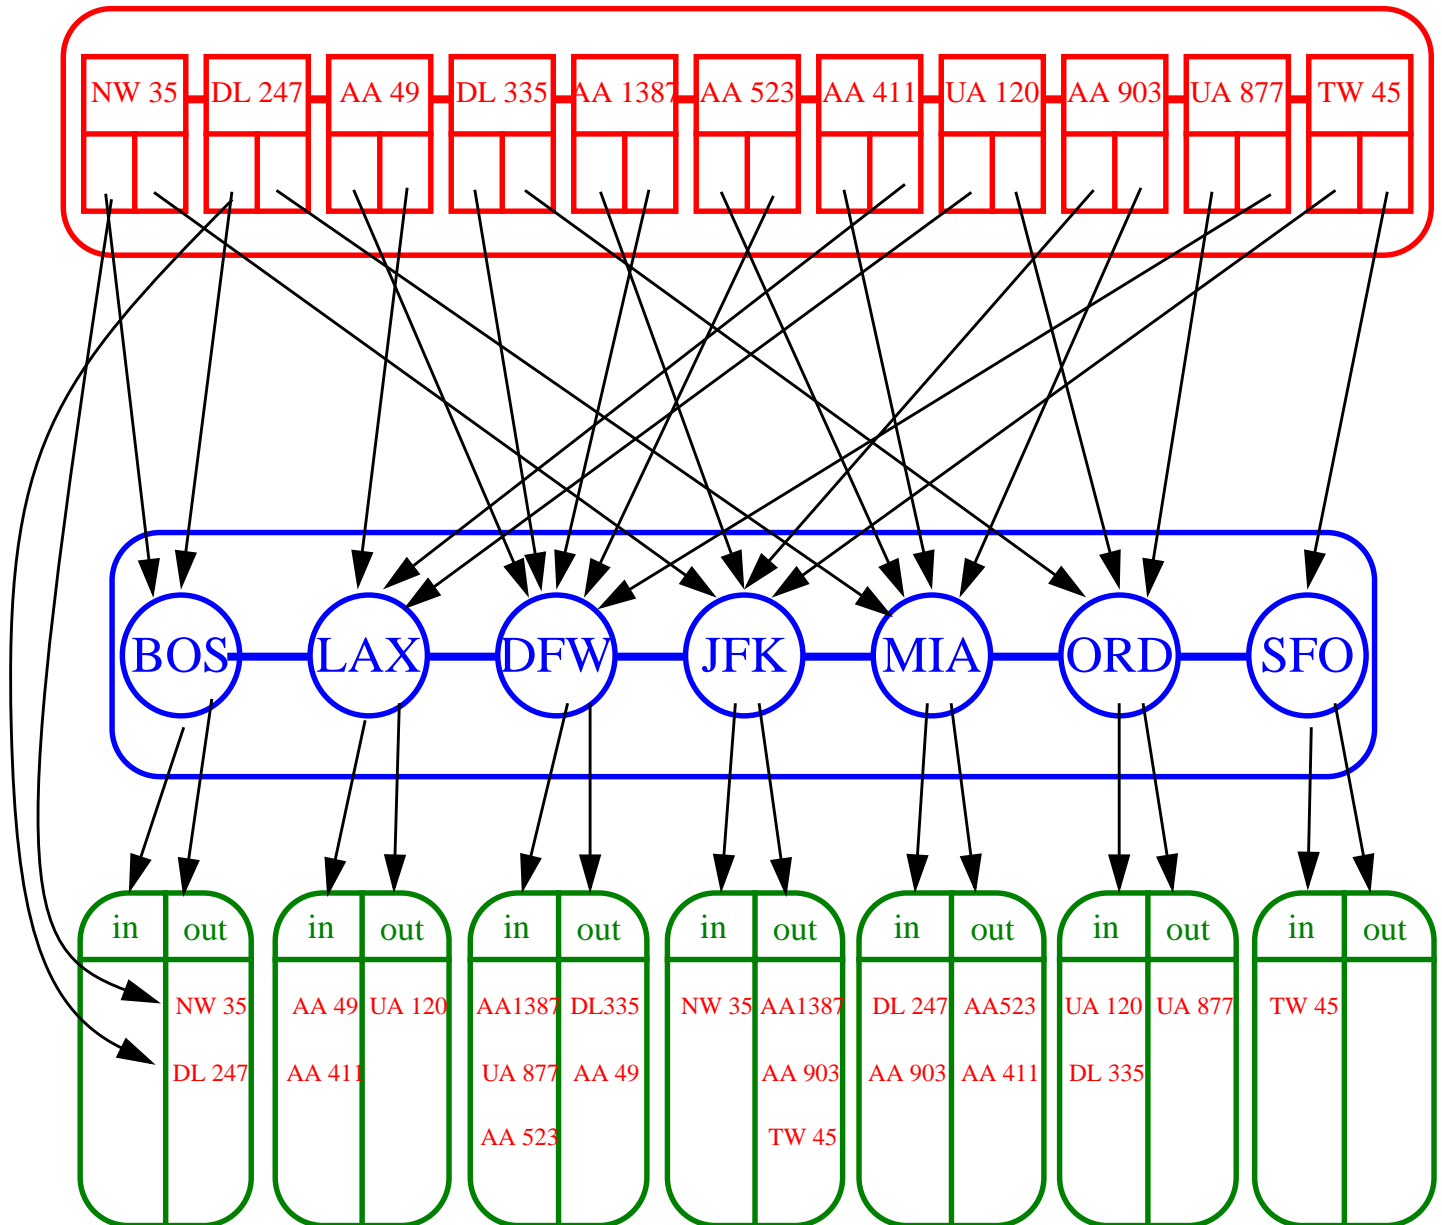 NW 35 DL 247 AA 49 DL 335 AA 1387 AA 523 AA 411 UA 120 AA 903 UA 877 TW 45
BOS LAX DFW JFK MIA ORD SFO
in out in out in out in out in out in out in out
NW 35 AA 49 UA 120 AA1387 DL335 NW 35 AA1387 DL 247 AA523 UA 120 UA 877 TW 45
DL 247 AA 411 UA 877 AA 49 AA 903 AA 903 AA 411 DL 335
AA 523 TW 45